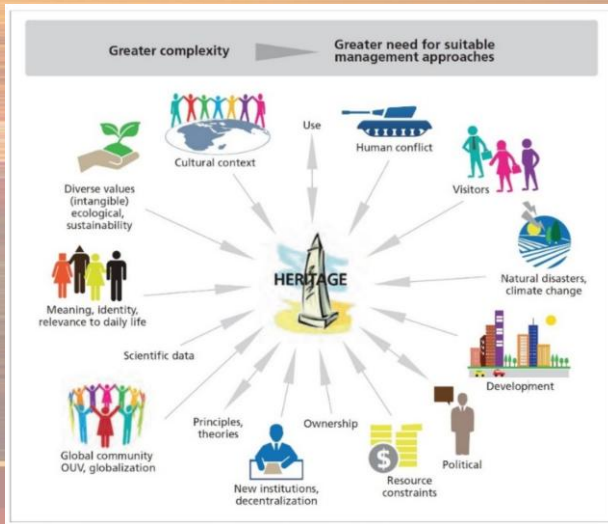 Greater complexity
Greater need for suitable
management approaches
Use
Cultural context
Human conflict
Visitors
Diverse values
(intangible)
ecological,
sustainability
HERITAGE
Natural disasters,
climate change
Meaning, identity,
relevance to daily life
Scientific data
Development
Global community
OUV, globalization
Principles,
theories
New institutions,
decentralization
Ownership
$
Resource
constraints
Political